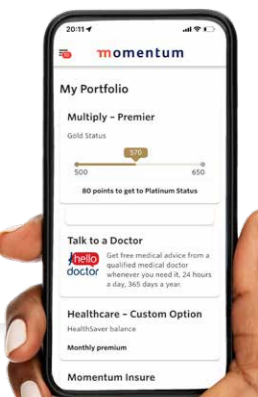 20:11
momentum
My Portfolio
Multiply – Premier
Gold Status
570
500 650
80 points to get to Platinum Status
Talk to a Doctor
hello
doctor
Get free medical advice from a
qualified medical doctor
whenever you need it, 24 hours
a day, 365 days a year.
Healthcare – Custom Option
HealthSaver balance
Monthly premium
Momentum Insure